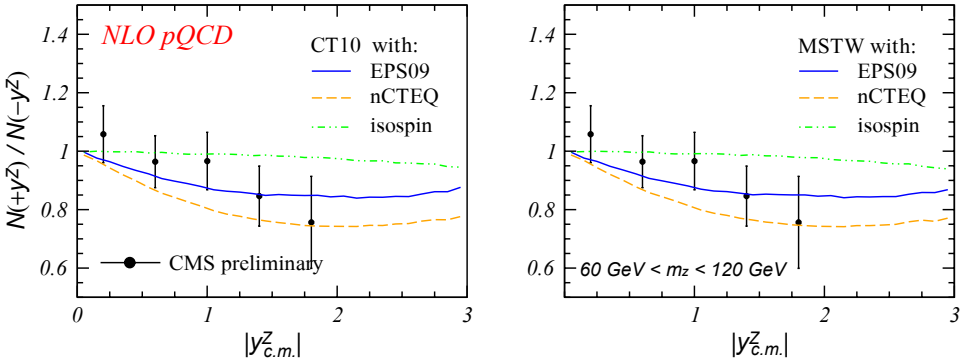 NLO pQCD
CT10 with:
EPS09
nCTEQ
isospin
CMS preliminary
N(+y^Z) / N(−y^Z)
1.4
1.2
1
0.8
0.6
0
1
2
3
|y^Z_{c.m.}|
MSTW with:
EPS09
nCTEQ
isospin
60 GeV < m_Z < 120 GeV
1.4
1.2
1
0.8
0.6
1
2
3
|y^Z_{c.m.}|